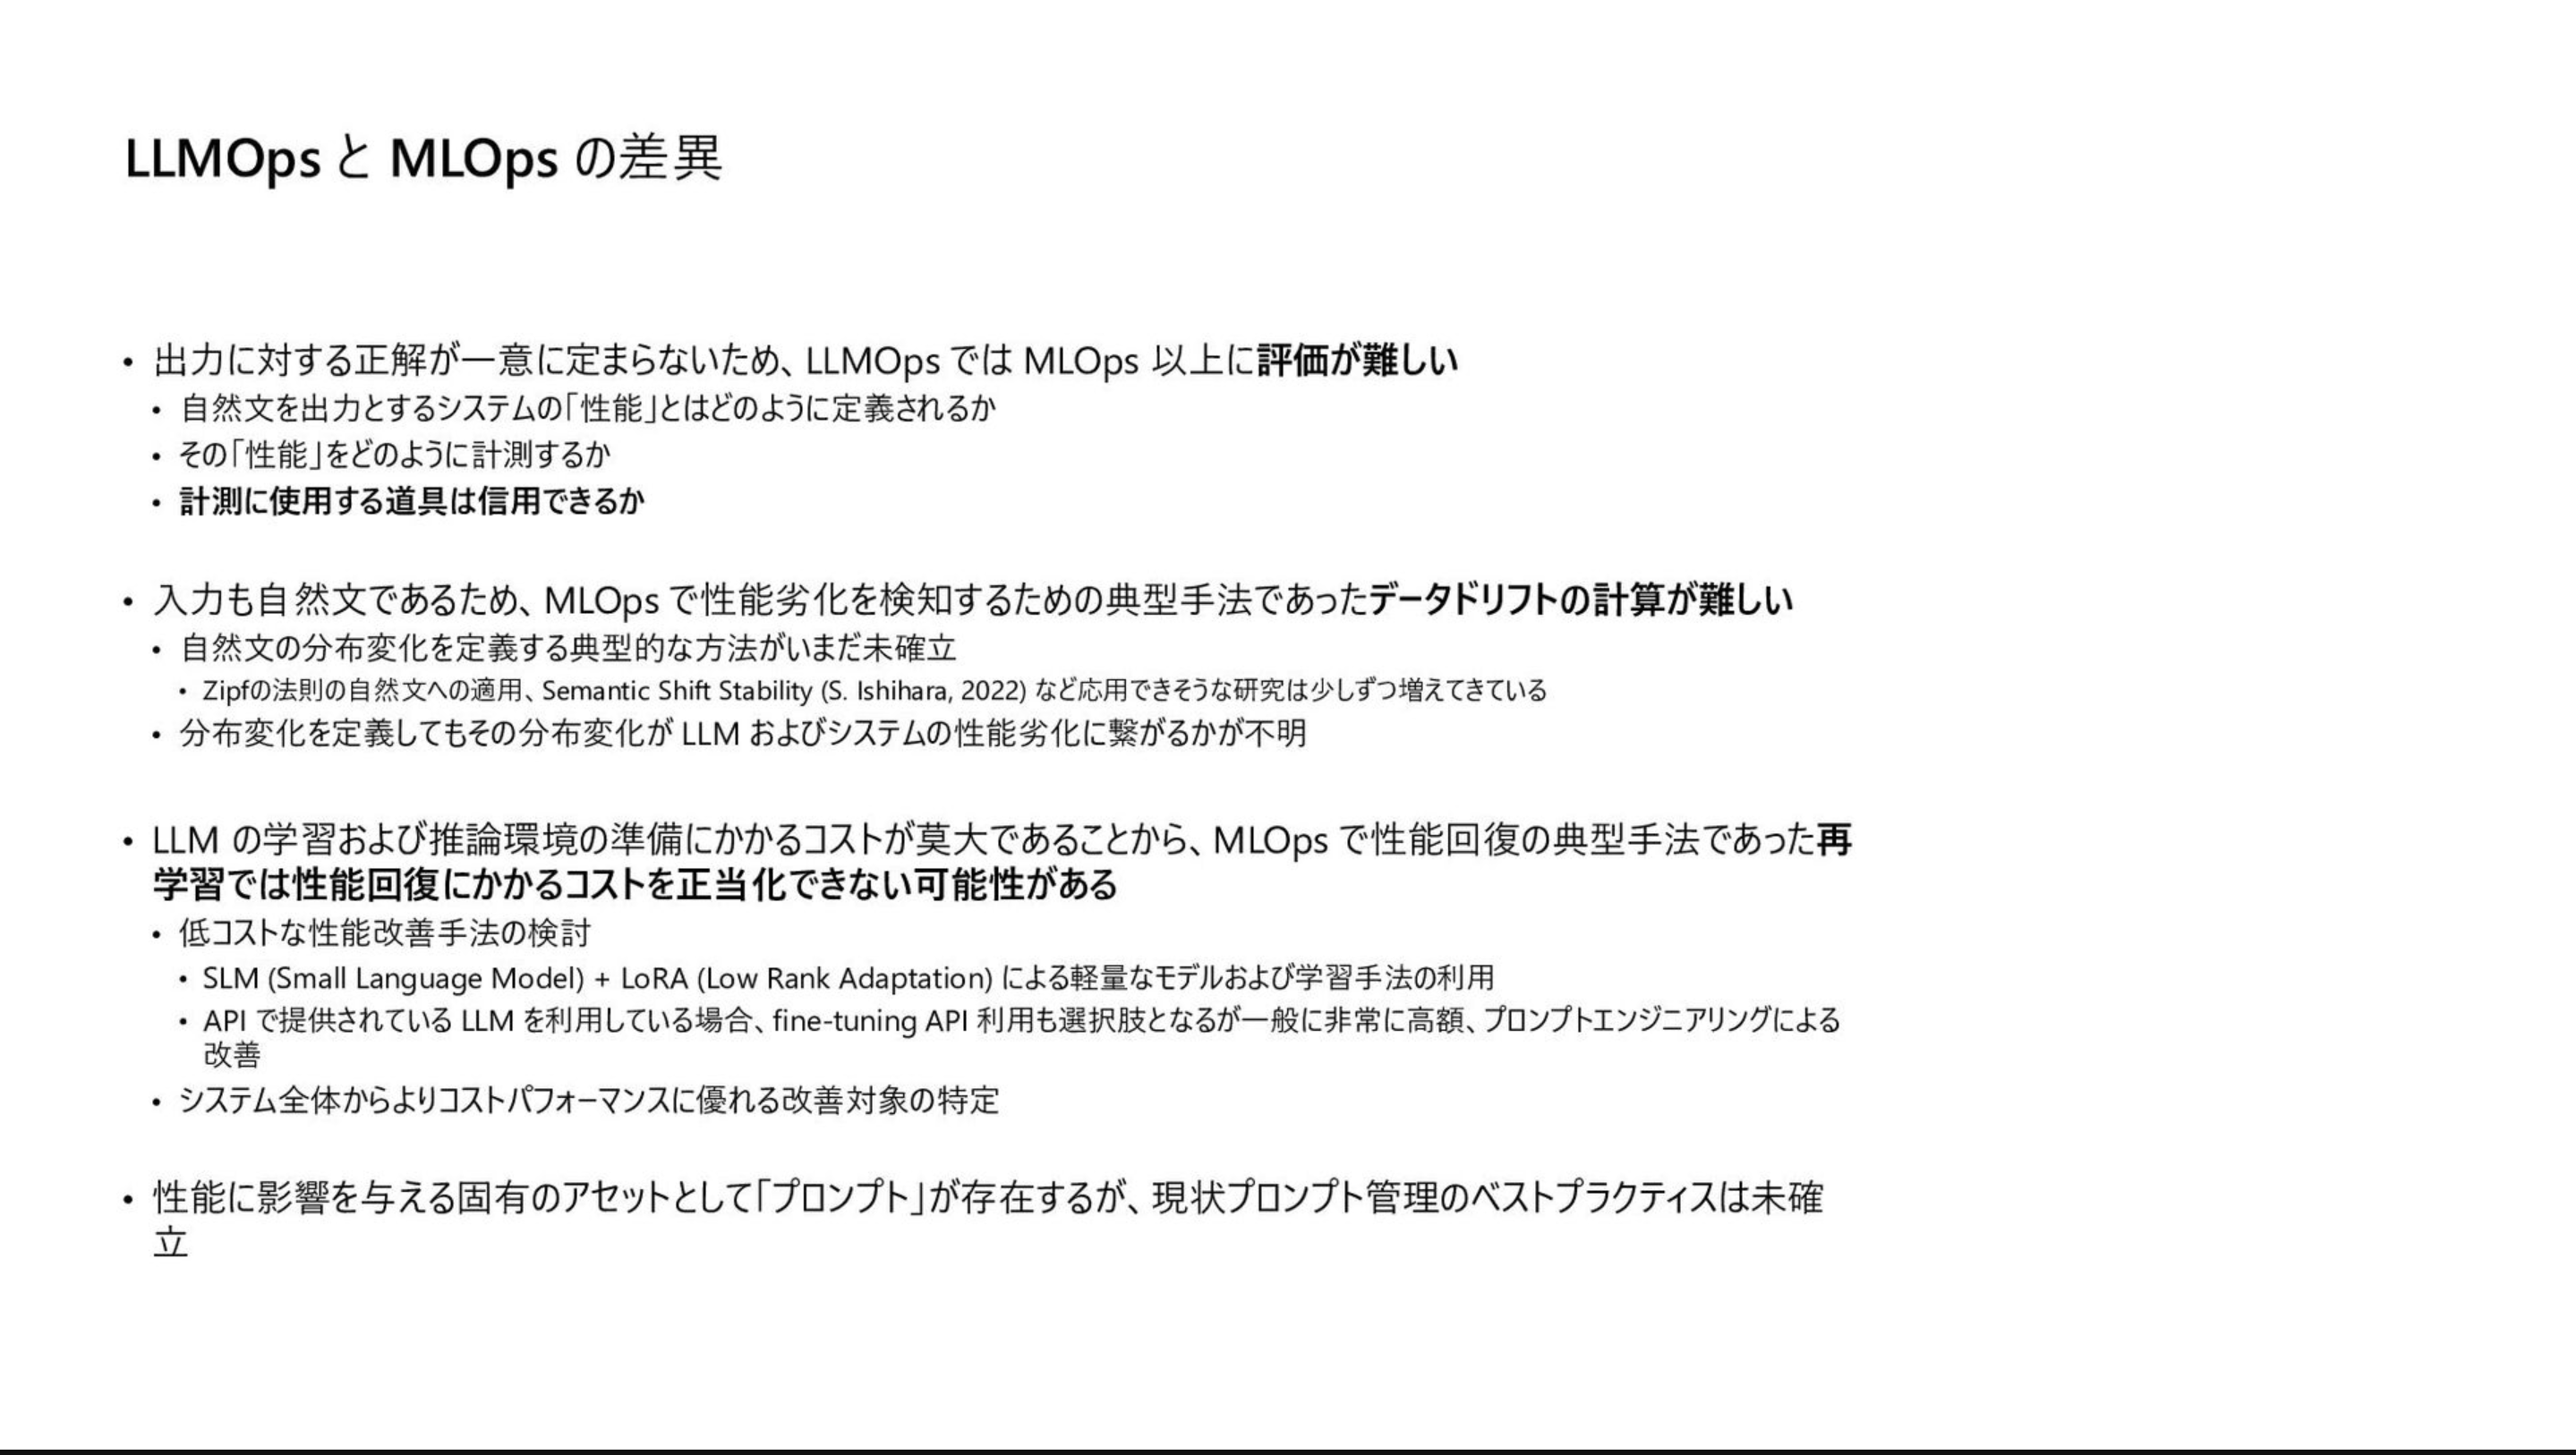 LLMOps と MLOps の差異
• 出力に対する正解が一意に定まらないため、LLMOps では MLOps 以上に評価が難しい
• 自然文を出力とするシステムの「性能」とはどのように定義されるか
• その「性能」をどのように計測するか
• 計測に使用する道具は信用できるか
• 入力も自然文であるため、MLOps で性能劣化を検知するための典型手法であったデータドリフトの計算が難しい
• 自然文の分布変化を定義する典型的な方法がいまだ未確立
• Zipfの法則の自然文への適用、Semantic Shift Stability (S. Ishihara, 2022) など応用できそうな研究は少しずつ増えてきている
• 分布変化を定義してもその分布変化が LLM およびシステムの性能劣化に繋がるかが不明
• LLM の学習および推論環境の準備にかかるコストが莫大であることから、MLOps で性能回復の典型手法であった再
学習では性能回復にかかるコストを正当化できない可能性がある
• 低コストな性能改善手法の検討
• SLM (Small Language Model) + LoRA (Low Rank Adaptation) による軽量なモデルおよび学習手法の利用
• API で提供されている LLM を利用している場合、fine-tuning API 利用も選択肢となるが一般に非常に高額、プロンプトエンジニアリングによる
改善
• システム全体からよりコストパフォーマンスに優れる改善対象の特定
• 性能に影響を与える固有のアセットとして「プロンプト」が存在するが、現状プロンプト管理のベストプラクティスは未確
立